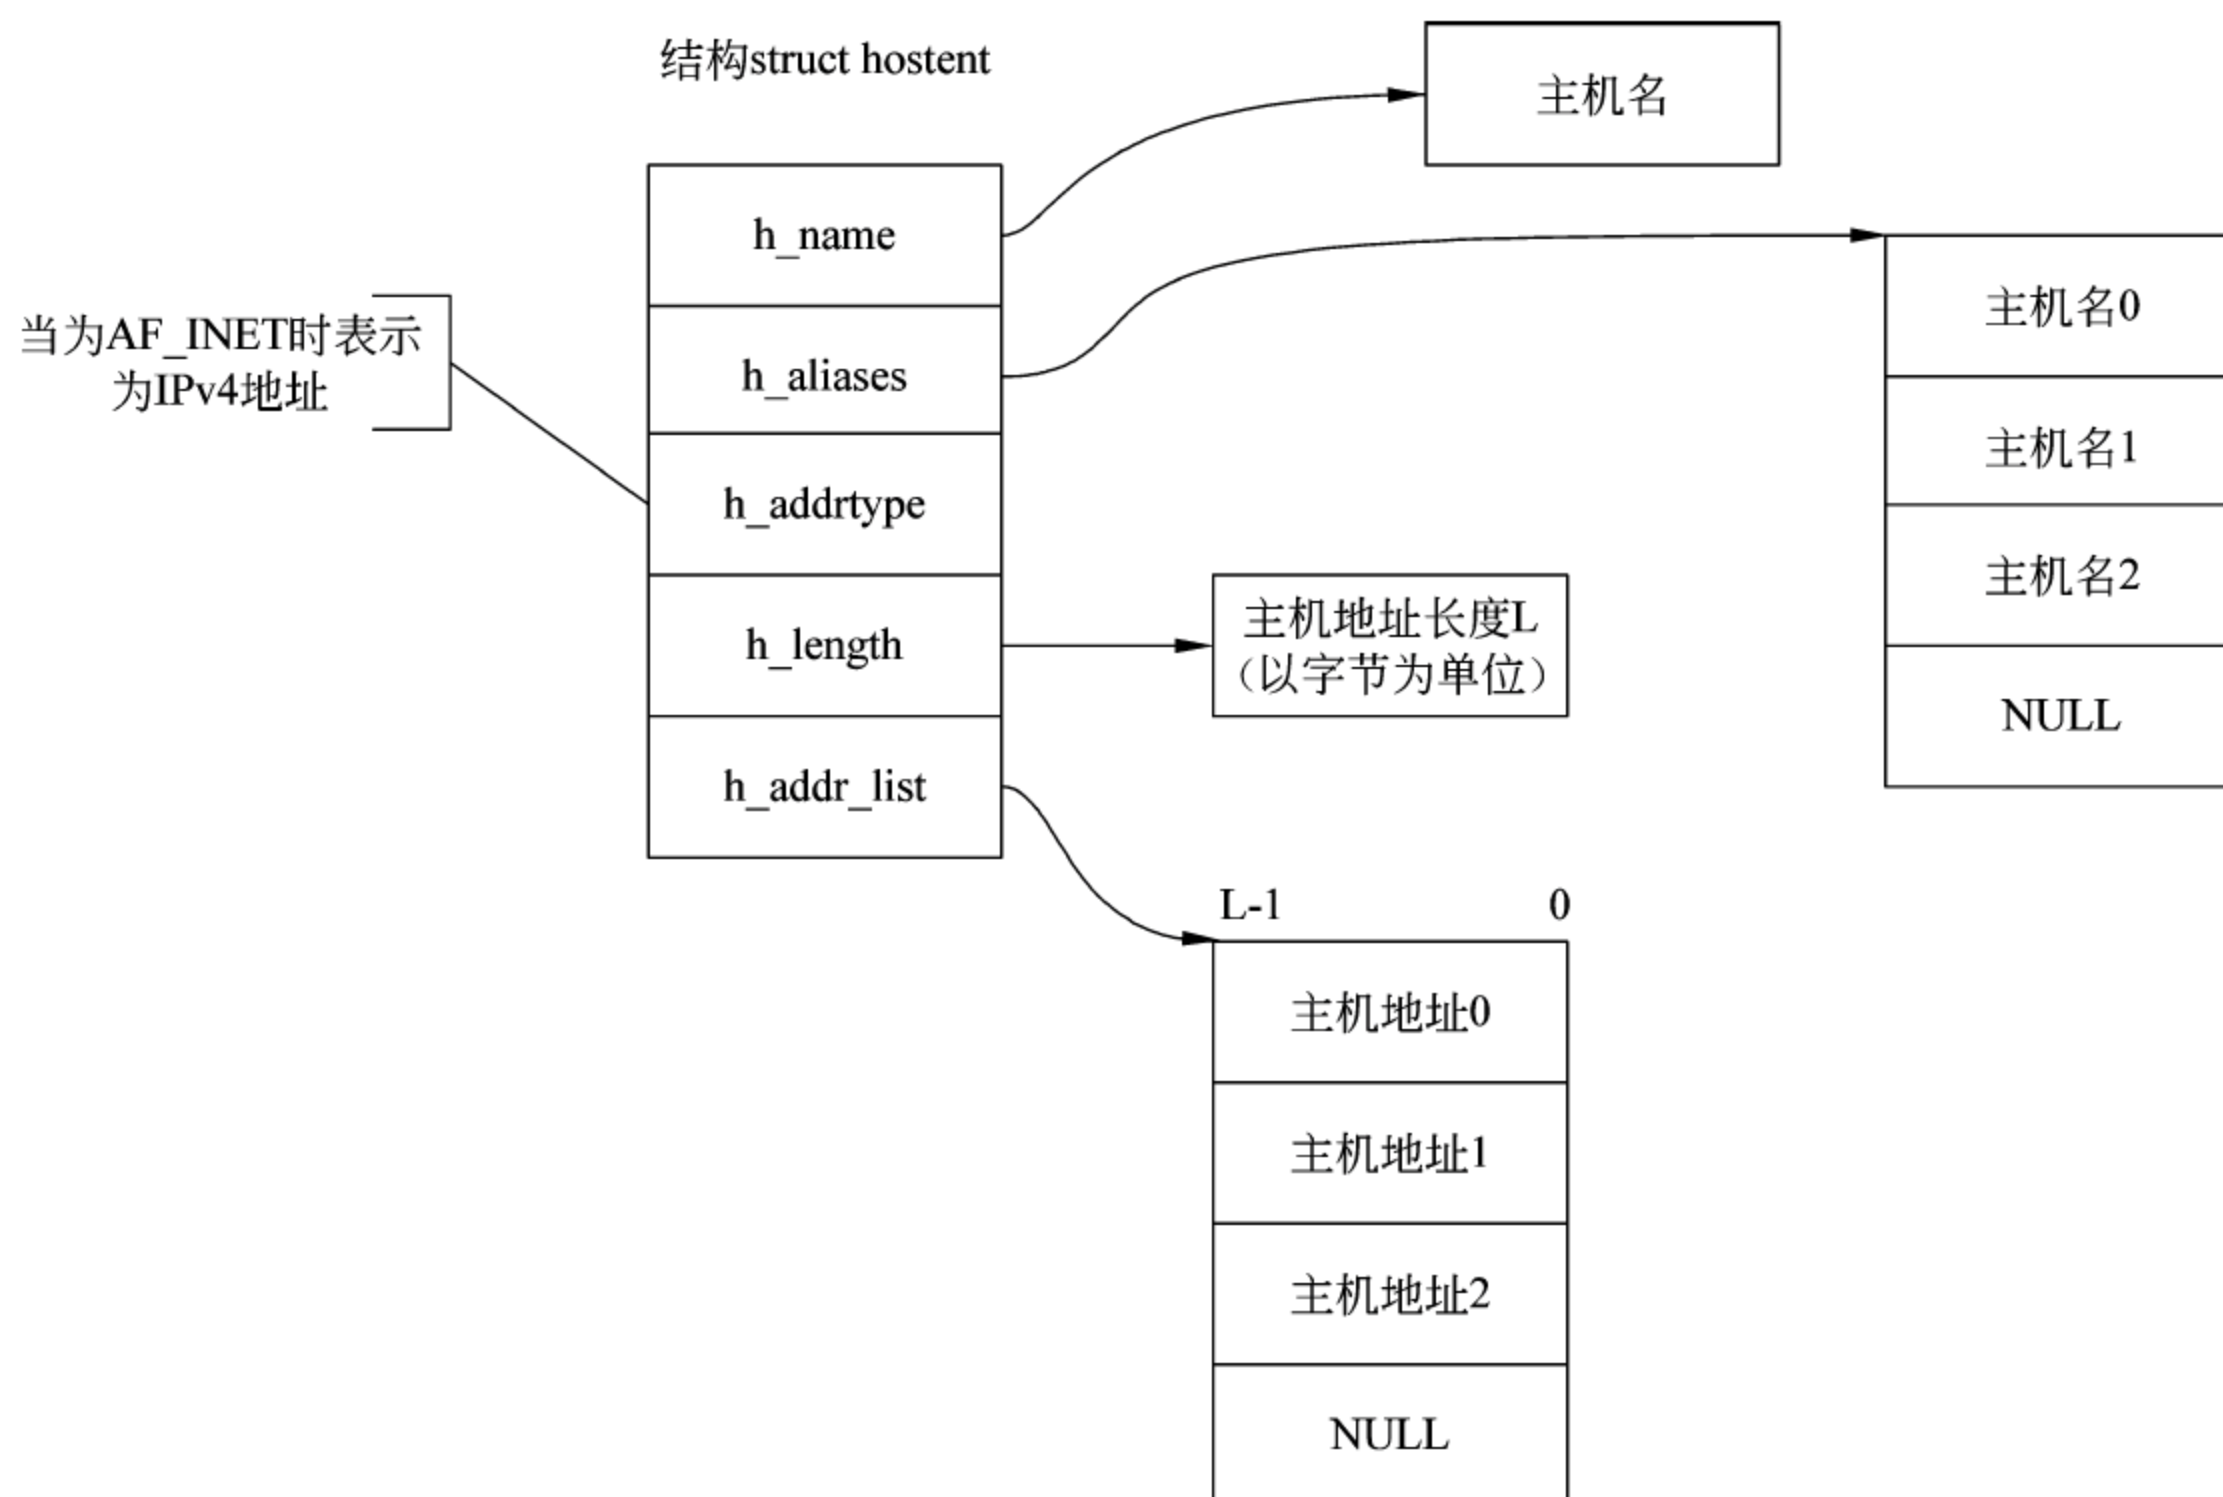 结构struct hostent
主机名
h_name
当为AF_INET时表示
为IPv4地址
h_aliases
h_addrtype
h_length
h_addr_list
主机名0
主机名1
主机名2
NULL
主机地址长度L
（以字节为单位）
L-1
0
主机地址0
主机地址1
主机地址2
NULL